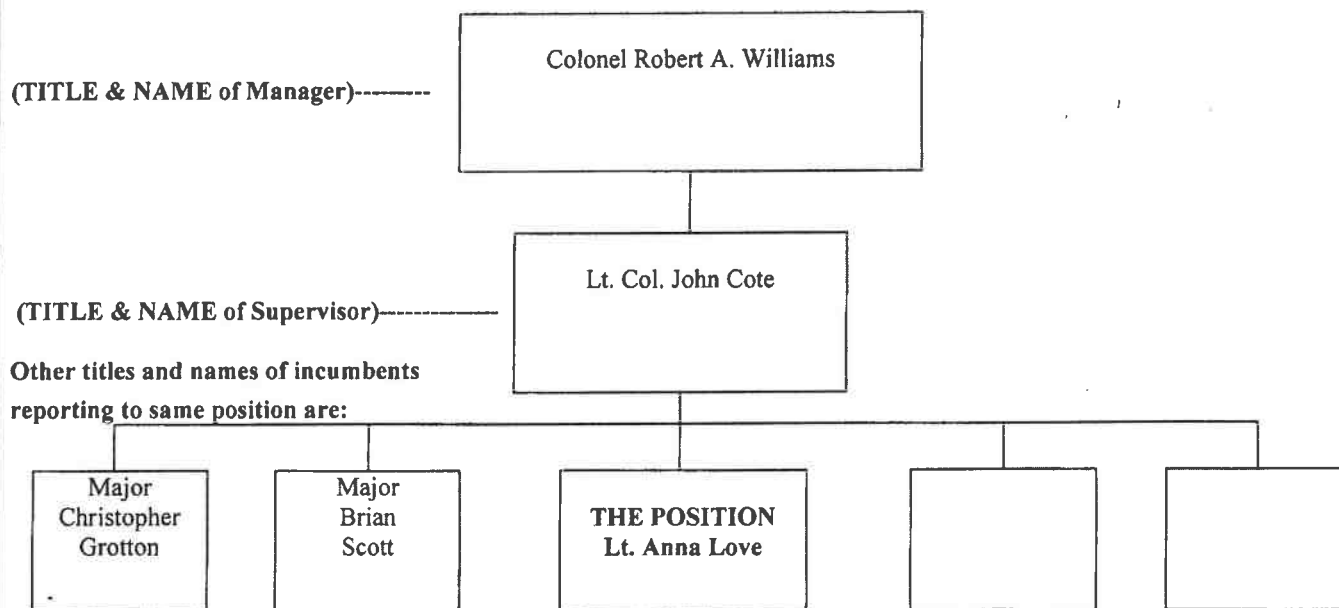 Colonel Robert A. Williams
(TITLE & NAME of Manager)---------
Lt. Col. John Cote
(TITLE & NAME of Supervisor)-------------
Other titles and names of incumbents
reporting to same position are:
Major
Christopher
Grotton
Major
Brian
Scott
THE POSITION
Lt. Anna Love